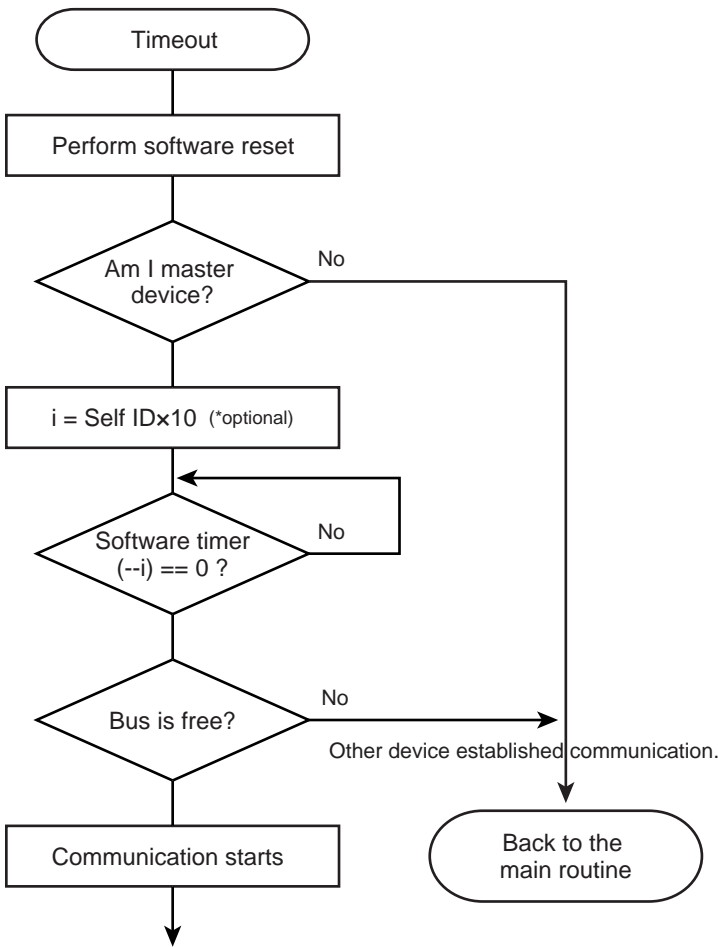 Timeout
Perform software reset
Am I master
device?
No
i = Self ID×10 (*optional)
Software timer
(--i) == 0 ?
No
Bus is free?
No
Other device established communication.
Communication starts
Back to the
main routine